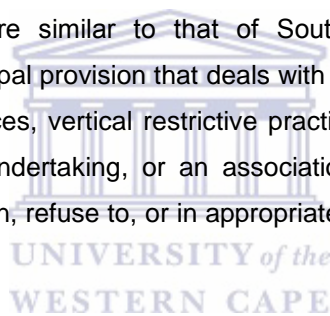 re similar to that of Sout
pal provision that deals with
ces, vertical restrictive practi
ndertaking, or an associatio
n, refuse to, or in appropriate
UNIVERSITY of the
WESTERN CAPE